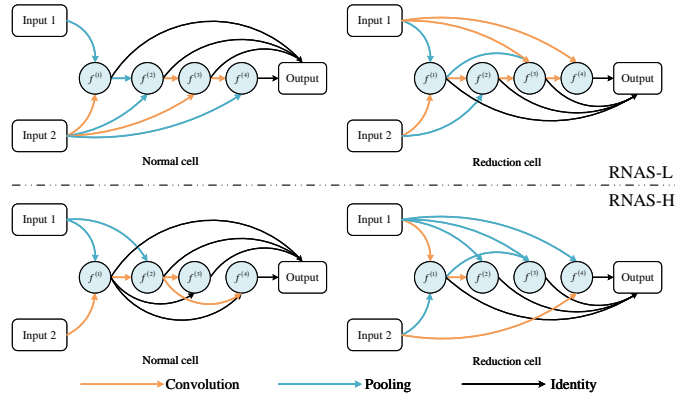 Input 1
f(1) f(2) f(3) f(4) Output
Input 2
Normal cell
Input 1
f(1) f(2) f(3) f(4) Output
Input 2
Reduction cell
RNAS-L
RNAS-H
Input 1
f(1) f(2) f(3) f(4) Output
Input 2
Normal cell
Input 1
f(1) f(2) f(3) f(4) Output
Input 2
Reduction cell
Convolution Pooling Identity